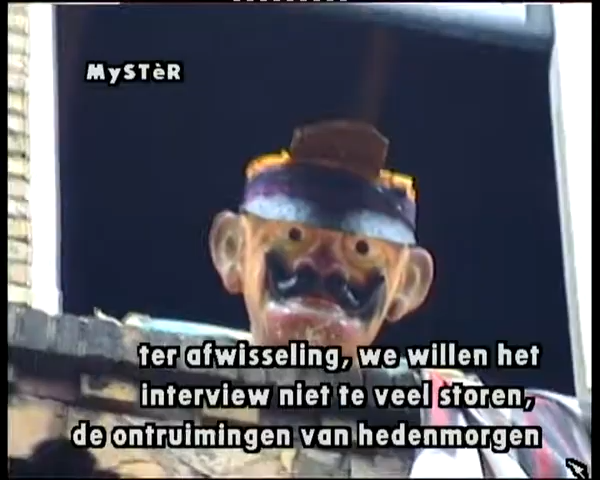 MySTèR
ter afwisseling, we willen het
interview niet te veel storen,
de ontruimingen van hedenmorgen